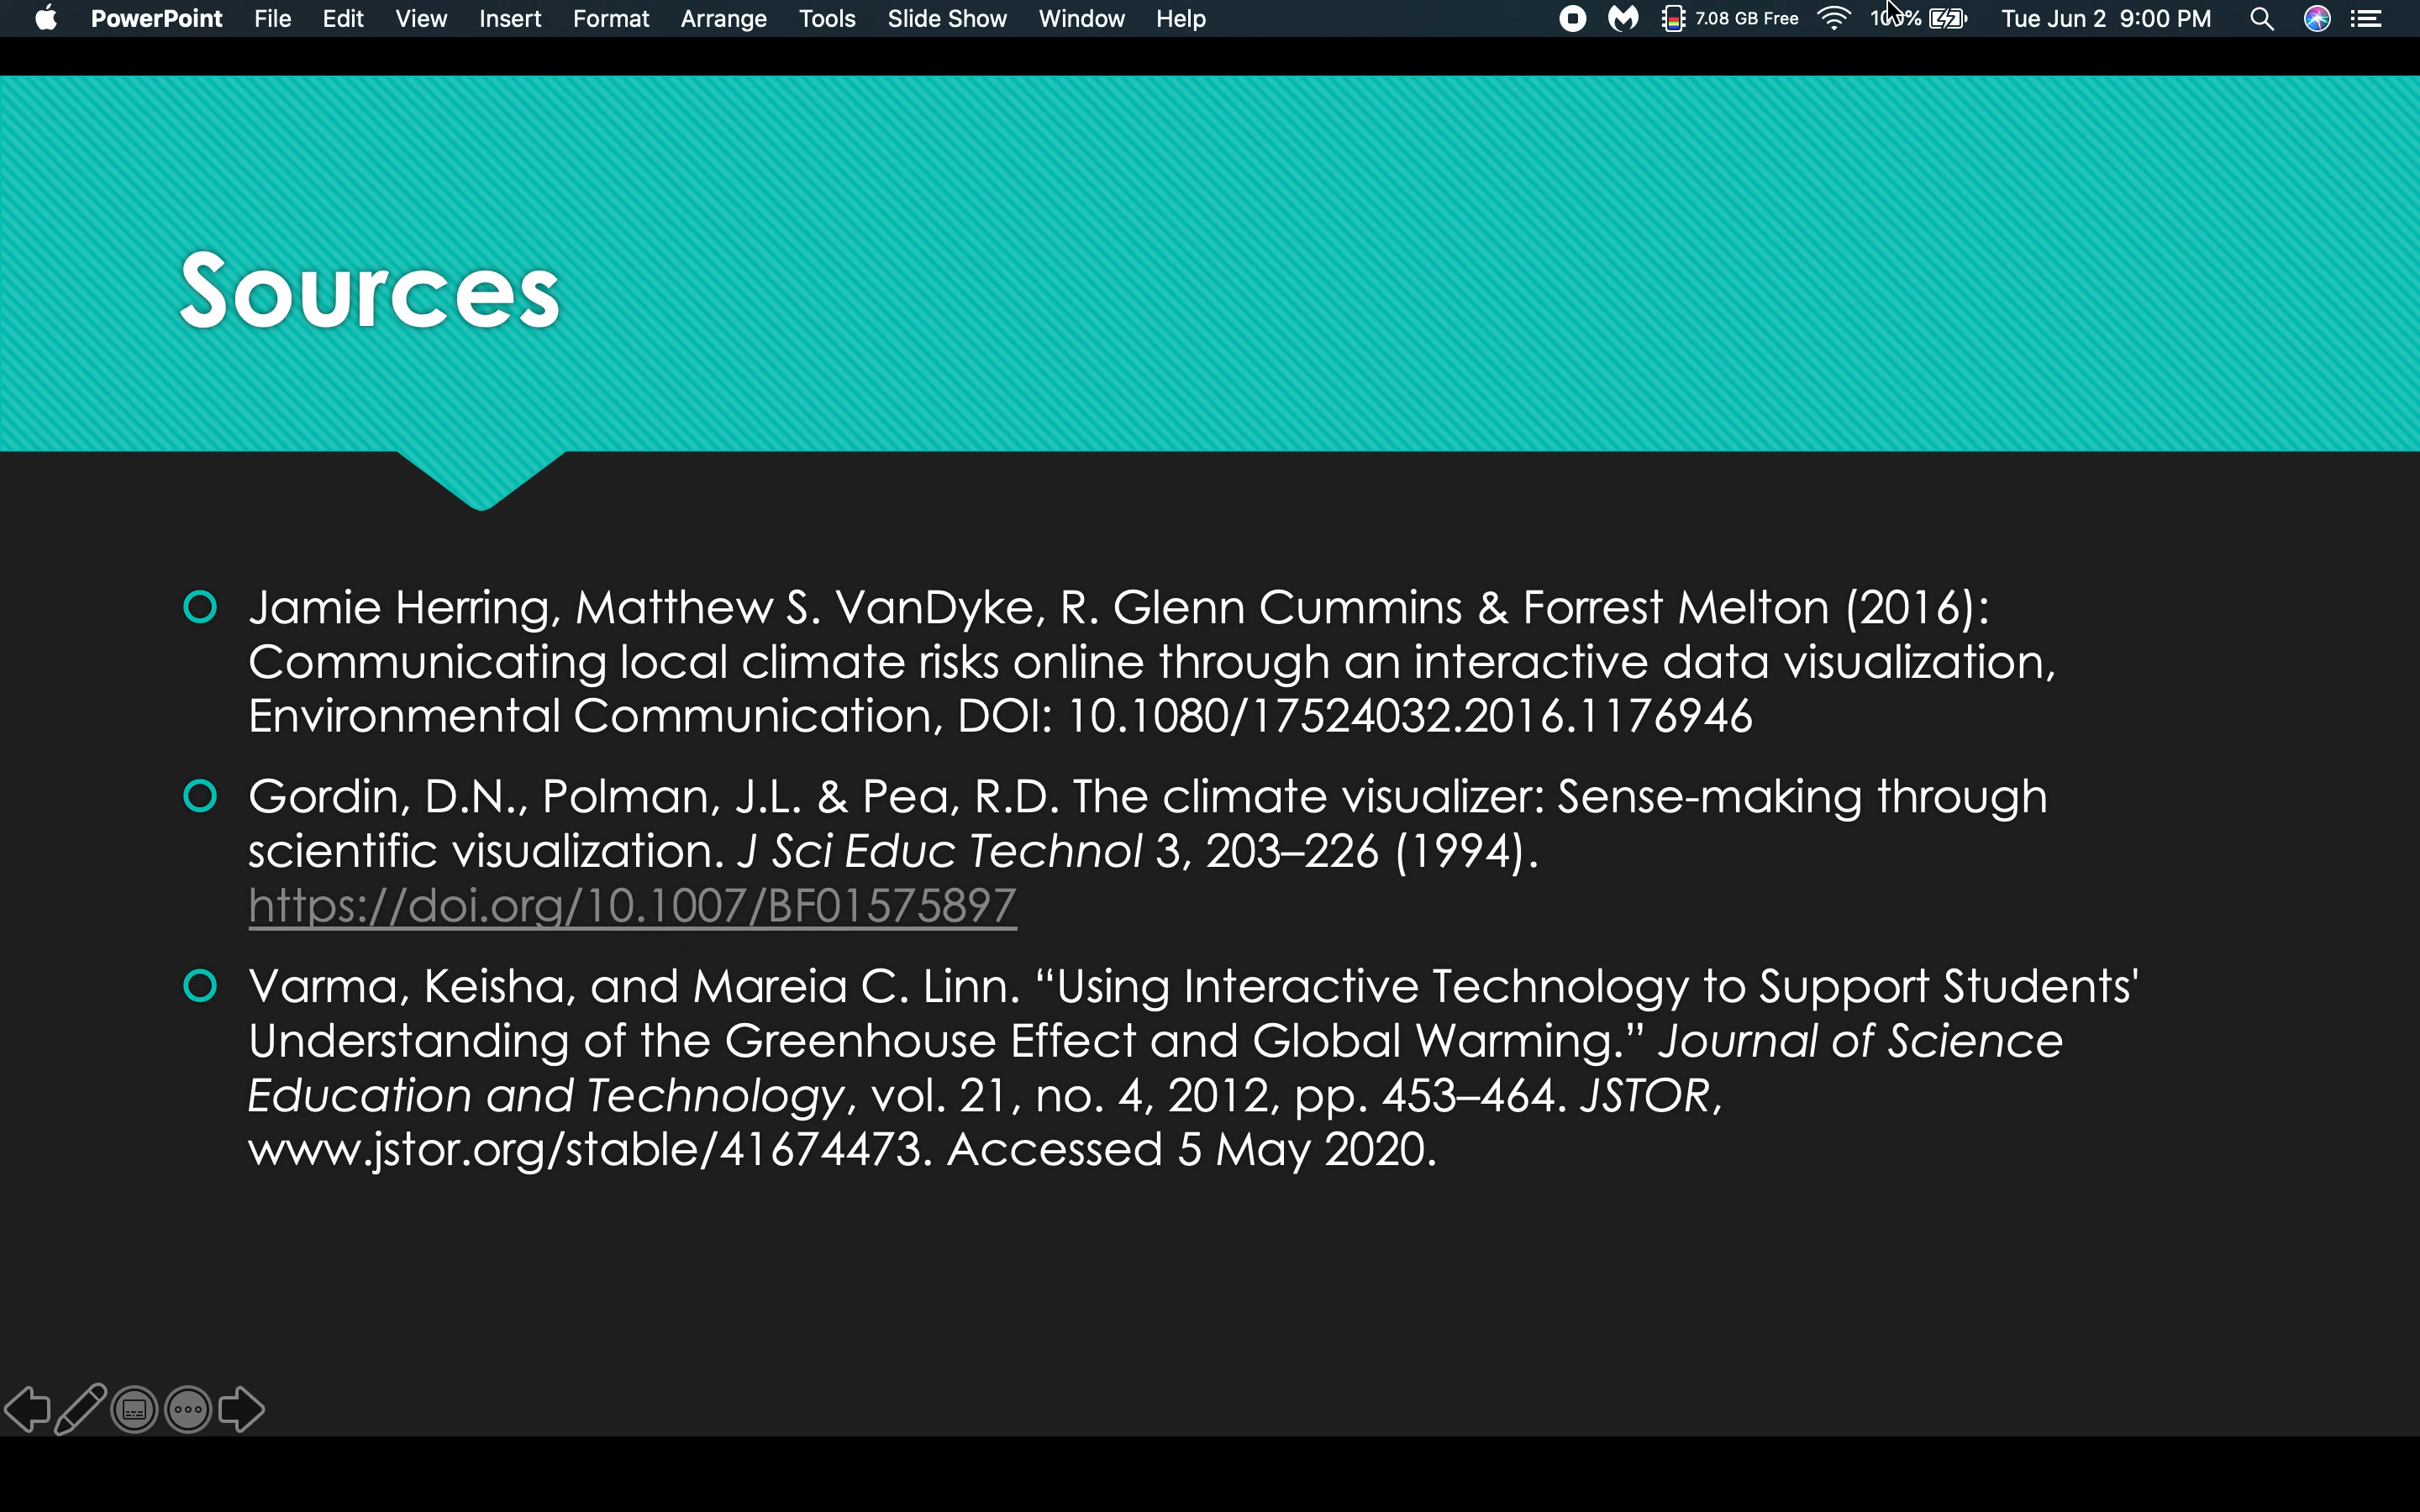 PowerPoint File Edit View Insert Format Arrange Tools Slide Show Window Help 7.08 GB Free Tue Jun 2 9:00 PM
Sources
Jamie Herring, Matthew S. VanDyke, R. Glenn Cummins & Forrest Melton (2016):
Communicating local climate risks online through an interactive data visualization,
Environmental Communication, DOI: 10.1080/17524032.2016.1176946
Gordin, D.N., Polman, J.L. & Pea, R.D. The climate visualizer: Sense-making through
scientific visualization. J Sci Educ Technol 3, 203–226 (1994).
https://doi.org/10.1007/BF01575897
Varma, Keisha, and Mareia C. Linn. “Using Interactive Technology to Support Students'
Understanding of the Greenhouse Effect and Global Warming.” Journal of Science
Education and Technology, vol. 21, no. 4, 2012, pp. 453–464. JSTOR,
www.jstor.org/stable/41674473. Accessed 5 May 2020.